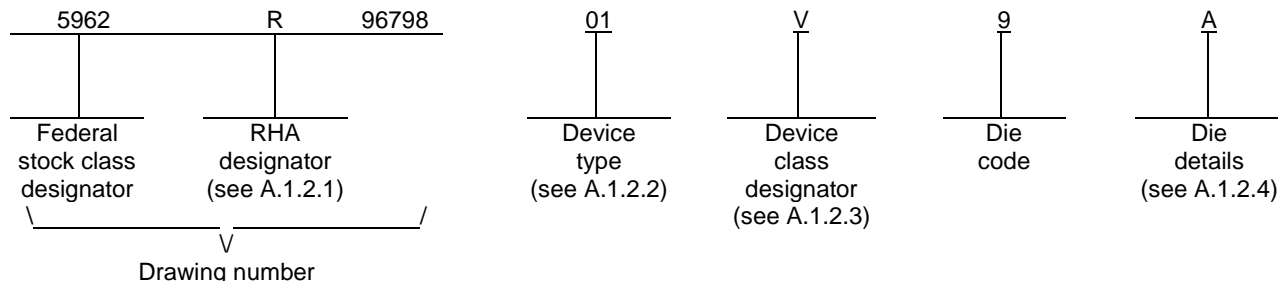 5962 R 96798 01 V 9 A
Federal stock class designator
RHA designator (see A.1.2.1)
Device type (see A.1.2.2)
Device class designator (see A.1.2.3)
Die code
Die details (see A.1.2.4)
Drawing number